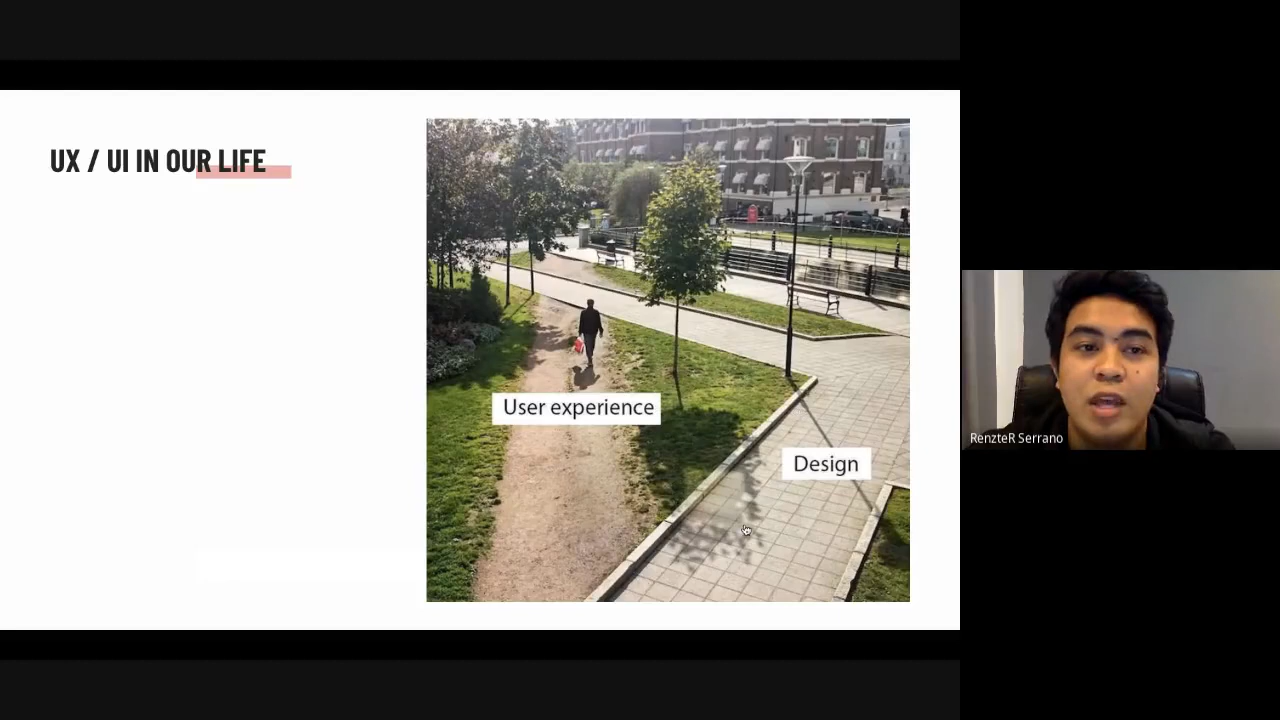 UX / UI IN OUR LIFE
User experience
Design
RenzteR Serrano